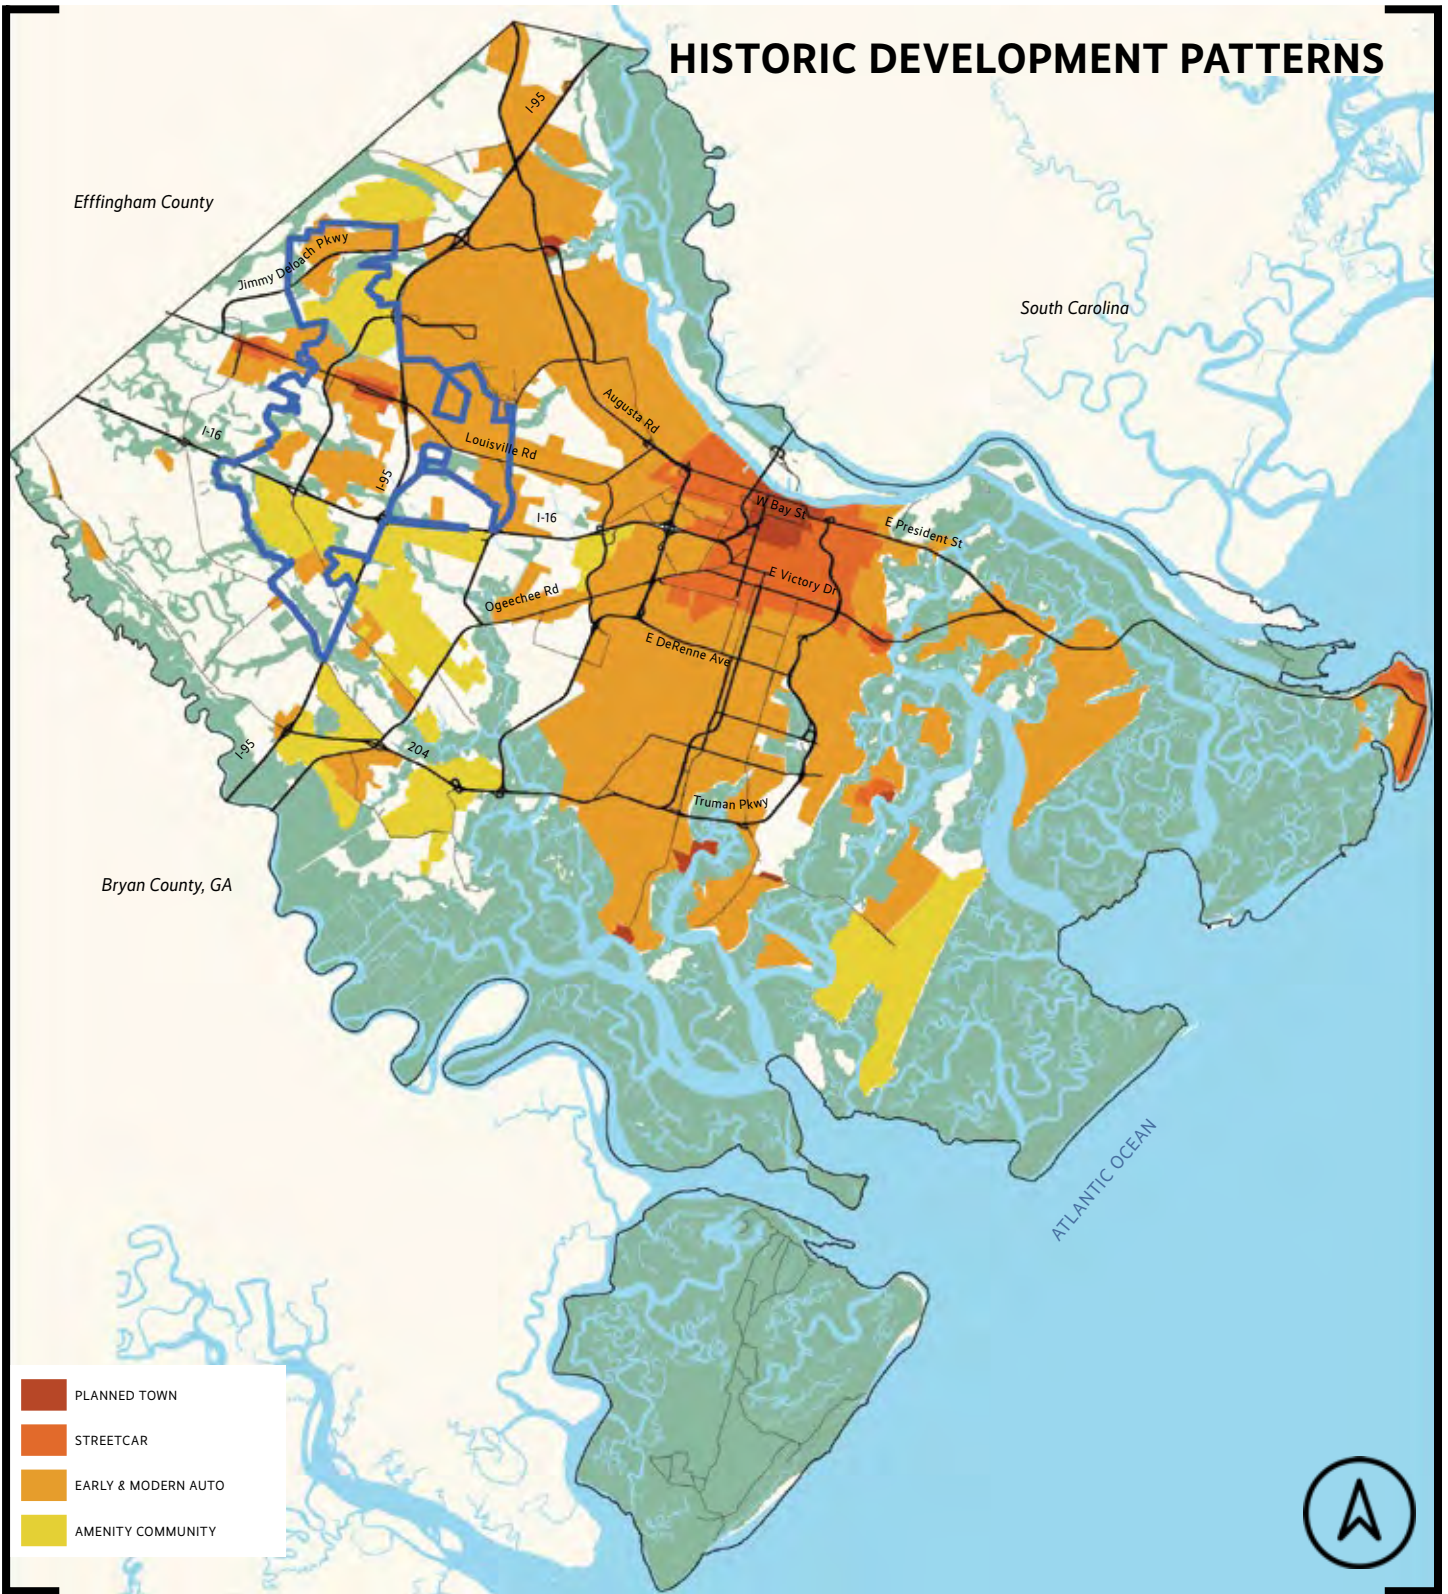 HISTORIC DEVELOPMENT PATTERNS
I-95
Efffingham County
Jimmy Deloach Pkwy
South Carolina
Augusta Rd
I-16
Louisville Rd
I-95
W Bay St
I-16
E President St
E Victory Dr
Ogeechee Rd
E DeRenne Ave
I-95
204
Truman Pkwy
Bryan County, GA
ATLANTIC OCEAN
PLANNED TOWN
STREETCAR
EARLY & MODERN AUTO
AMENITY COMMUNITY